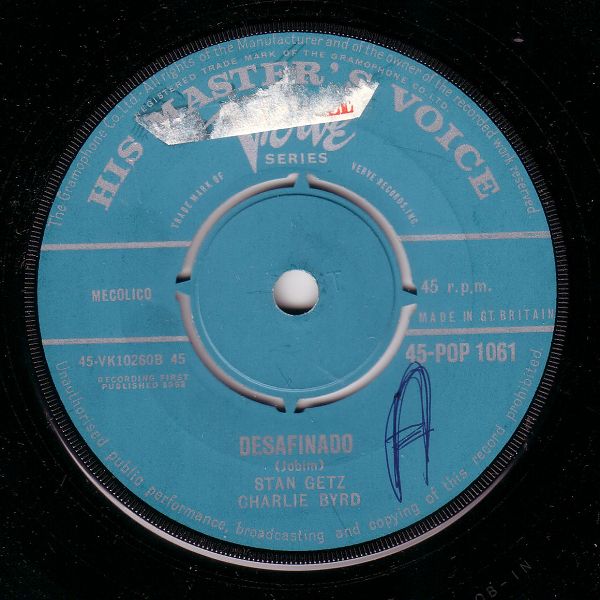 The Gramophone Co. Ltd. All rights of the Manufacturer and of the owner of the recorded work reserved
REGISTERED TRADE MARK OF THE GRAMOPHONE CO. LTD.
HIS MASTER'S VOICE
Verve
SERIES
TRADE MARK OF
VERVE RECORDS INC.
MECOLICO
45 r.p.m.
MADE IN GT. BRITAIN
45-VK10260B 45
45-POP 1061
RECORDING FIRST
PUBLISHED
A
DESAFINADO
(Jobim)
STAN GETZ
CHARLIE BYRD
Unauthorised public performance, broadcasting and copying of this record prohibited